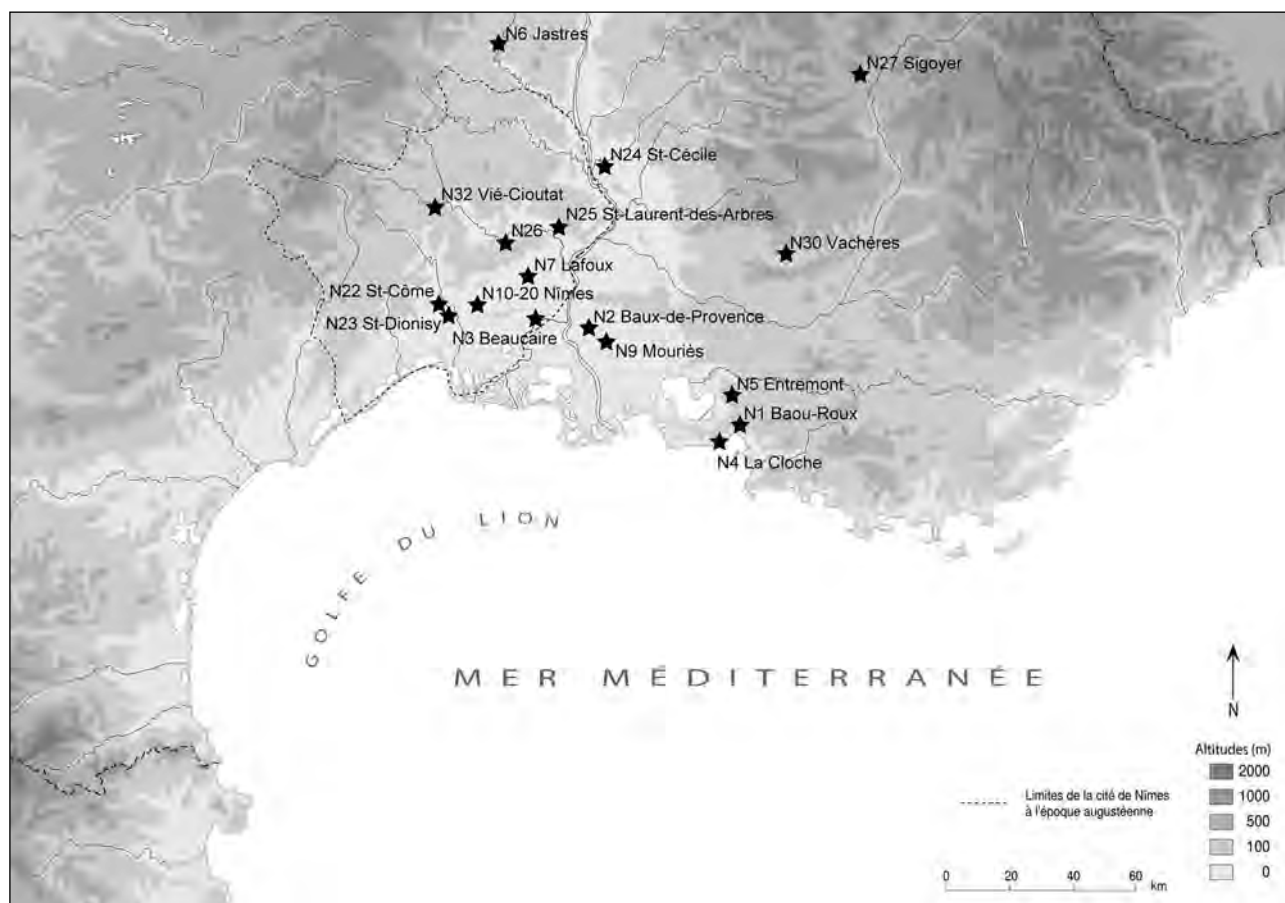 N6 Jastres
N27 Sigoyer
N24 St-Cécile
N32 Vié-Cioutat
N25 St-Laurent-des-Arbres
N26
N30 Vachères
N7 Lafoux
N22 St-Côme
N10-20 Nîmes
N23 St-Dionisy
N2 Baux-de-Provence
N3 Beaucaire
N9 Mouriès
N5 Entremont
N1 Baou-Roux
N4 La Cloche
GOLFE DU LION
MER MÉDITERRANÉE
N
Altitudes (m)
2000
1000
500
100
0
Limites de la cité de Nîmes
à l'époque augustéenne
0 20 40 60
km